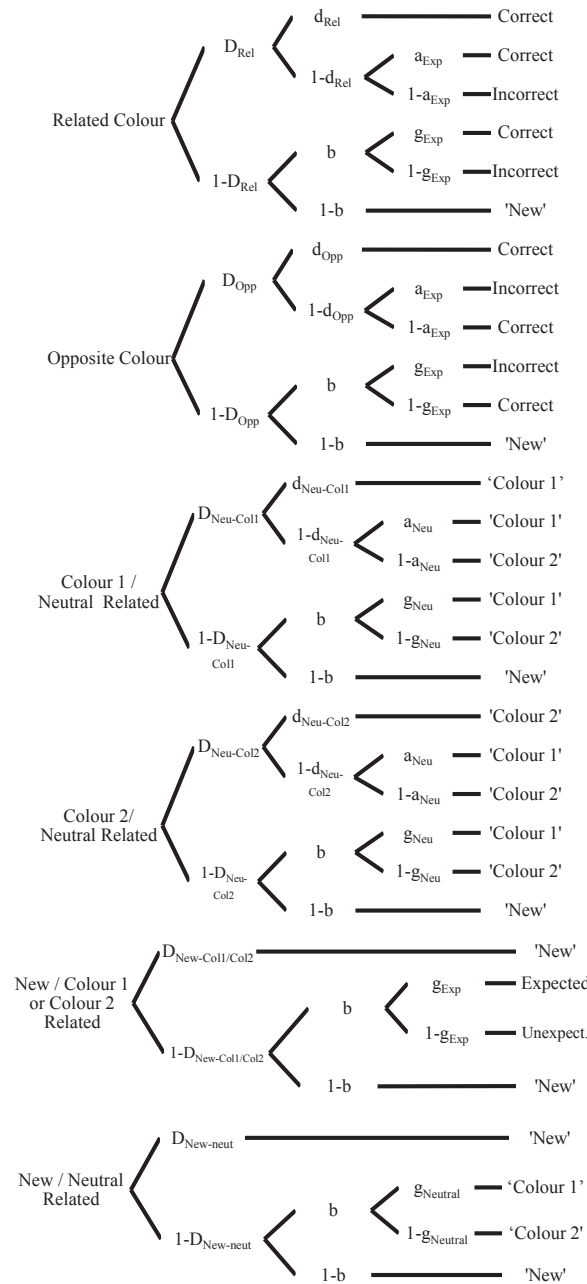 d_Rel Correct
D_Rel
a_Exp Correct
1-d_Rel
1-a_Exp Incorrect
Related Colour
b g_Exp Correct
1-g_Exp Incorrect
1-D_Rel
1-b 'New'
d_Opp Correct
D_Opp
a_Exp Incorrect
1-d_Opp
1-a_Exp Correct
Opposite Colour
b g_Exp Incorrect
1-g_Exp Correct
1-D_Opp
1-b 'New'
d_Neu-Col1 ‘Colour 1’
D_Neu-Col1
a_Neu 'Colour 1'
1-d_Neu-
Col1
1-a_Neu 'Colour 2'
Colour 1 /
Neutral Related
b g_Neu 'Colour 1'
1-g_Neu 'Colour 2'
1-D_Neu-
Col1
1-b 'New'
d_Neu-Col2 'Colour 2'
D_Neu-Col2
a_Neu 'Colour 1'
1-d_Neu-
Col2
1-a_Neu 'Colour 2'
Colour 2/
Neutral Related
b g_Neu 'Colour 1'
1-g_Neu 'Colour 2'
1-D_Neu-
Col2
1-b 'New'
D_New-Col1/Col2 'New'
New / Colour 1
or Colour 2
Related
b g_Exp Expected
1-g_Exp Unexpect.
1-D_New-Col1/Col2
1-b 'New'
D_New-neut 'New'
New / Neutral
Related
b g_Neutral ‘Colour 1’
1-g_Neutral ‘Colour 2'
1-D_New-neut
1-b 'New'